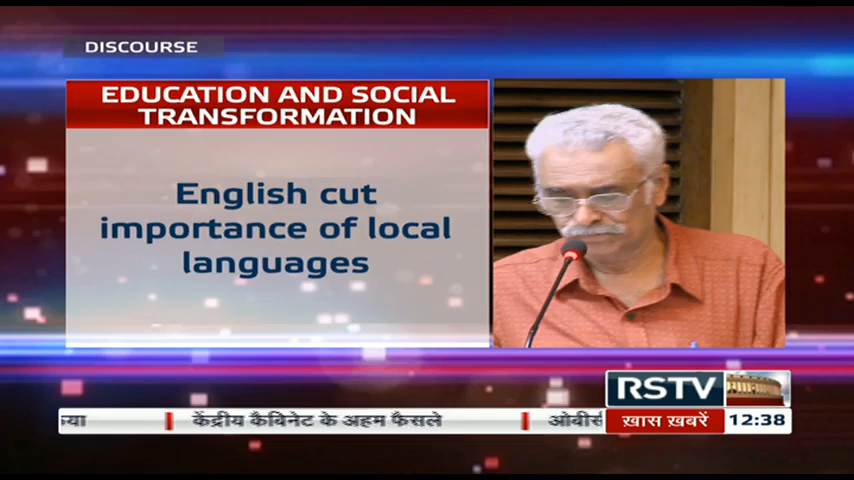 DISCOURSE
EDUCATION AND SOCIAL
TRANSFORMATION
English cut
importance of local
languages
RSTV
केंद्रीय कैबिनेट के अहम फैसले
ख़ास ख़बरें
12:38